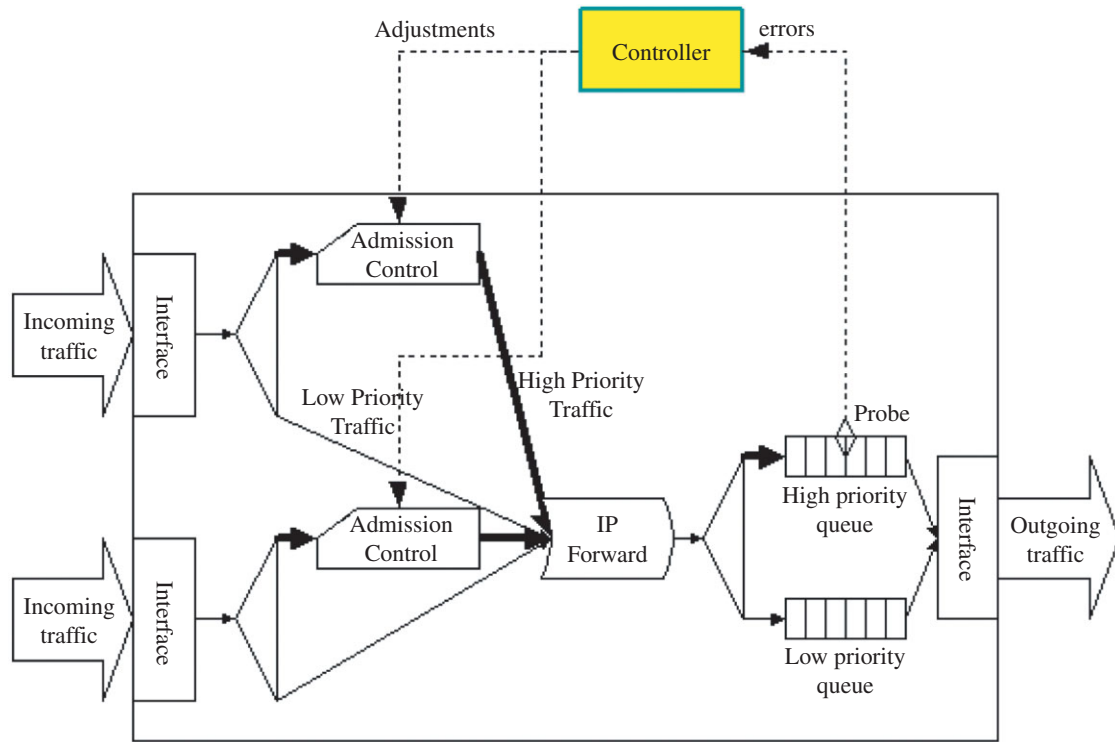 Adjustments
Controller
errors
Admission
Control
Incoming
traffic
Interface
Low Priority
Traffic
High Priority
Traffic
Probe
High priority
queue
Admission
Control
IP
Forward
Interface
Outgoing
traffic
Incoming
traffic
Interface
Low priority
queue